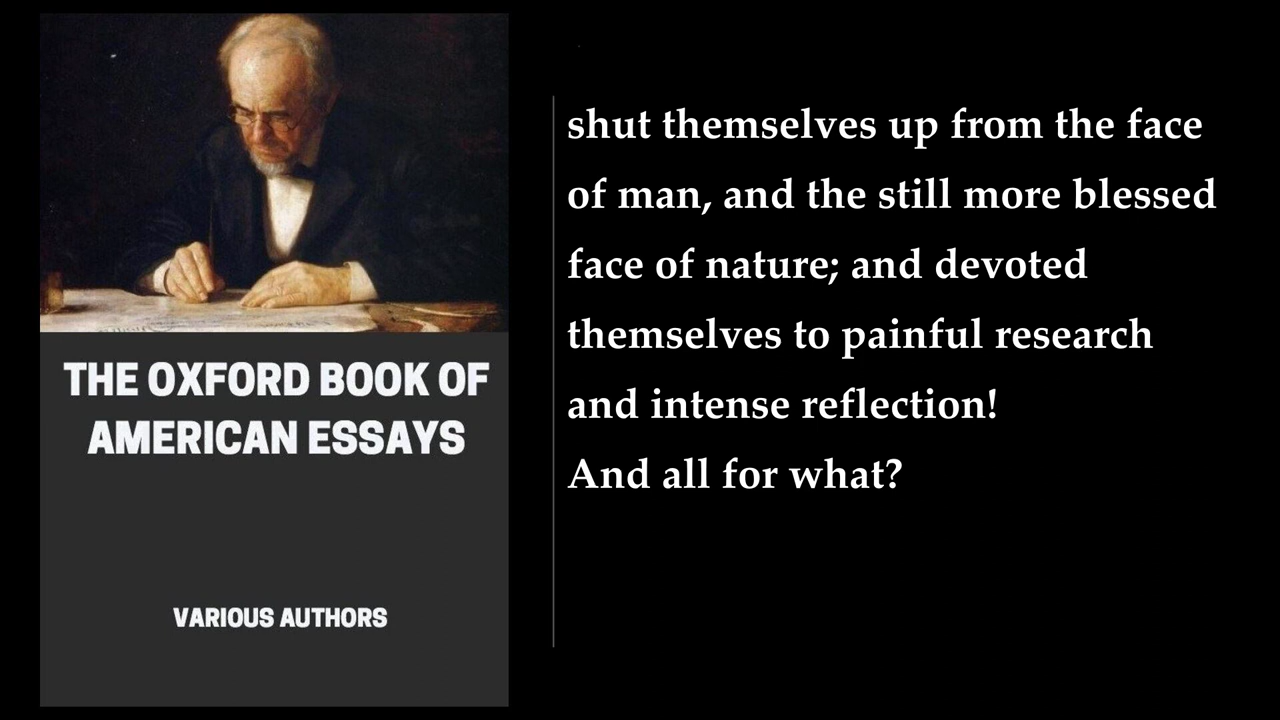 THE OXFORD BOOK OF
AMERICAN ESSAYS
VARIOUS AUTHORS
shut themselves up from the face
of man, and the still more blessed
face of nature; and devoted
themselves to painful research
and intense reflection!
And all for what?